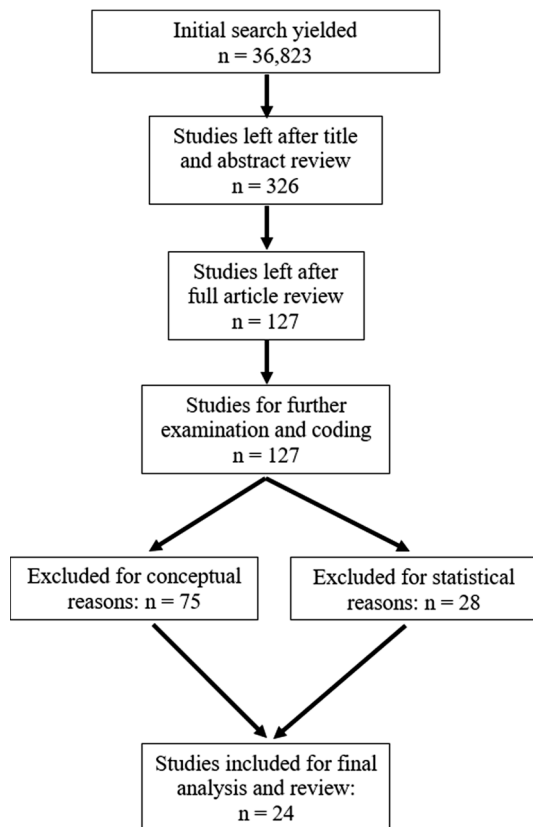 Initial search yielded
n = 36,823
Studies left after title
and abstract review
n = 326
Studies left after
full article review
n = 127
Studies for further
examination and coding
n = 127
Excluded for conceptual
reasons: n = 75
Excluded for statistical
reasons: n = 28
Studies included for final
analysis and review:
n = 24